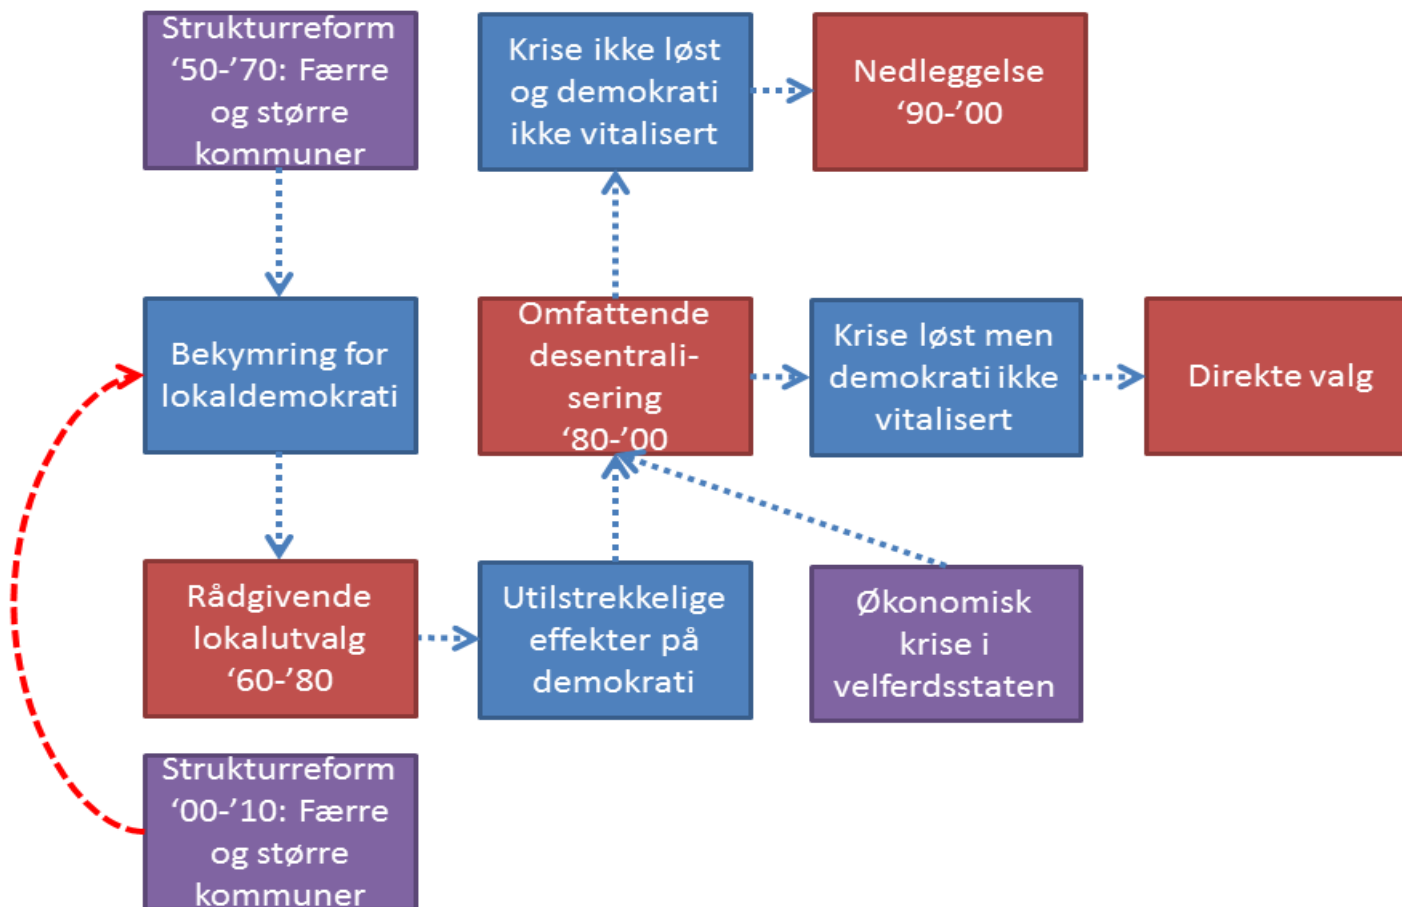 Strukturreform
‘50-’70: Færre
og større
kommuner
Krise ikke løst
og demokrati
ikke vitalisert
Nedleggelse
‘90-’00
Bekymring for
lokaldemokrati
Omfattende
desentrali-
sering
‘80-’00
Krise løst men
demokrati ikke
vitalisert
Direkte valg
Rådgivende
lokalutvalg
‘60-’80
Utilstrekkelige
effekter på
demokrati
Økonomisk
krise i
velferdsstaten
Strukturreform
‘00-’10: Færre
og større
kommuner